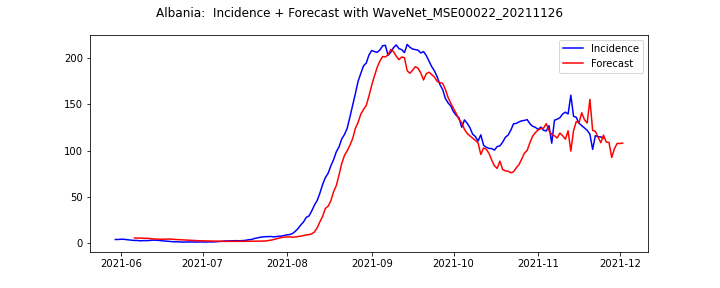 Albania:  Incidence + Forecast with WaveNet_MSE00022_20211126
Incidence
Forecast
200
150
100
50
0
2021-06 2021-07 2021-08 2021-09 2021-10 2021-11 2021-12